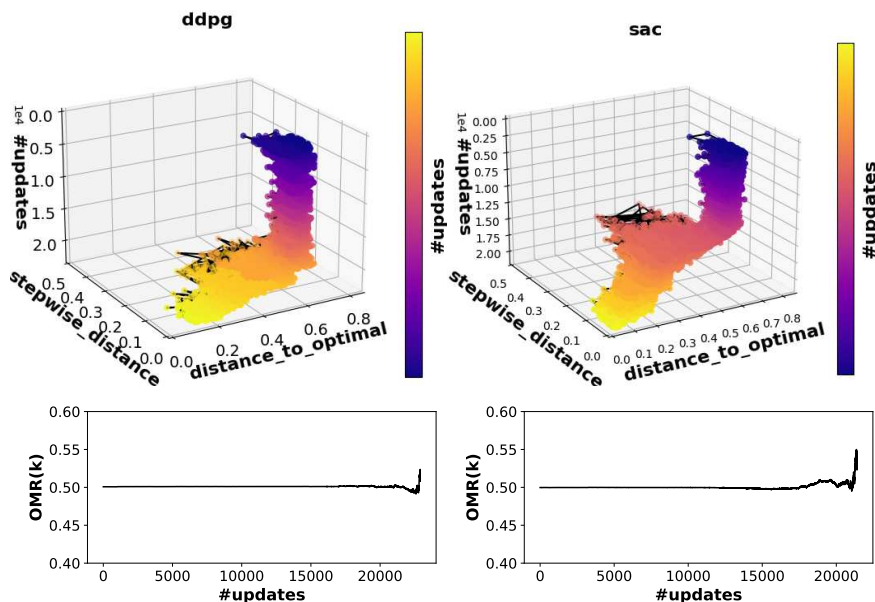 ddpg
sac
0.0
0.5
1.0
1.5
2.0
1e4
#updates
0.5
0.4
0.3
0.2
0.1
0.0
stepwise_distance
0.0
0.2
0.4
0.6
0.8
distance_to_optimal
#updates
0.00
0.25
0.50
0.75
1.00
1.25
1.50
1.75
2.00
1e4
#updates
0.5
0.4
0.3
0.2
0.1
0.0
stepwise_distance
0.0
0.1
0.2
0.3
0.4
0.5
0.6
0.7
0.8
distance_to_optimal
#updates
0.60
0.55
0.50
0.45
0.40
OMR(k)
0 5000 10000 15000 20000
#updates
0.60
0.55
0.50
0.45
0.40
OMR(k)
0 5000 10000 15000 20000
#updates